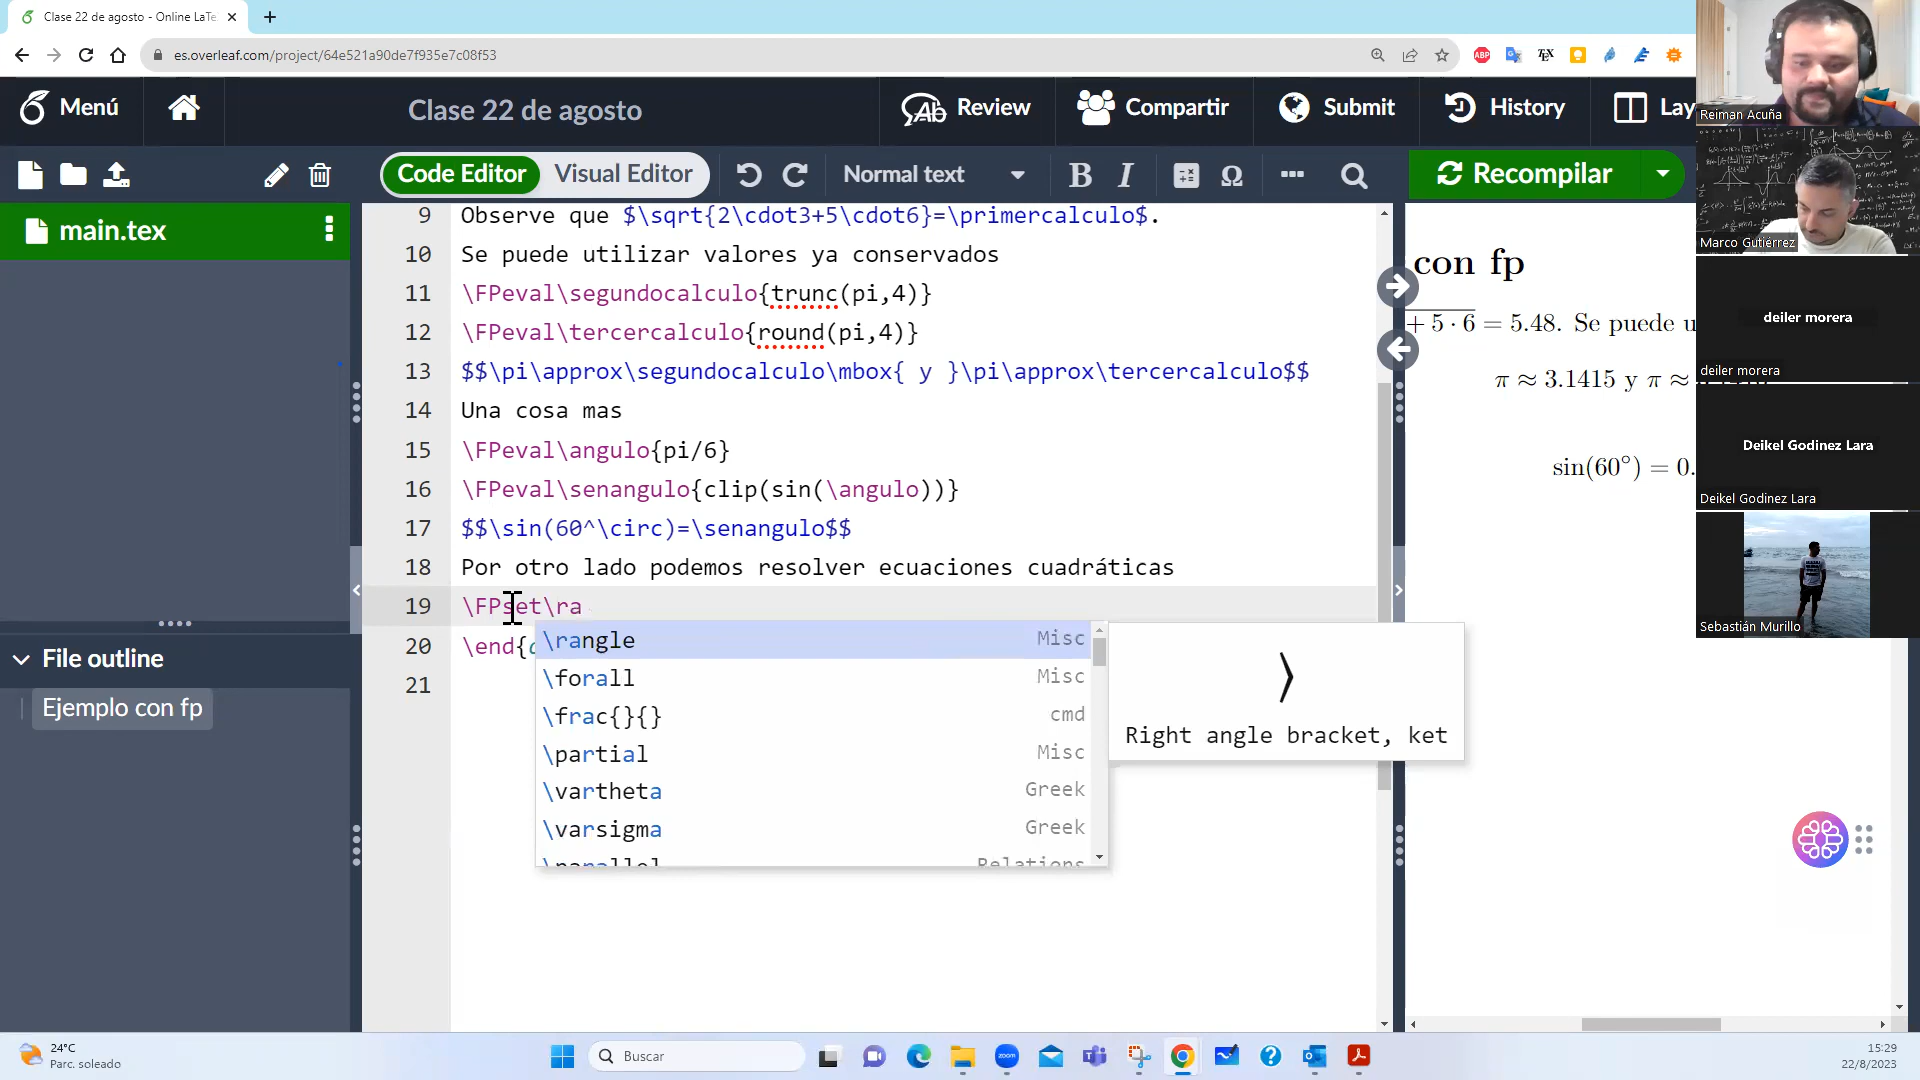 Clase 22 de agosto - Online LaTe
es.overleaf.com/project/64e521a90de7f935e7c08f53
ABP
TEX
Menú
Clase 22 de agosto
Review
Compartir
Submit
History
Lay
Code Editor
Visual Editor
Normal text
B
I
Ω
Recompilar
main.tex
9 Observe que $\sqrt{2\cdot3+5\cdot6}=\primercalculo$.
10 Se puede utilizar valores ya conservados
11 \FPeval\segundocalculo{trunc(pi,4)}
12 \FPeval\tercercalculo{round(pi,4)}
13 $$\pi\approx\segundocalculo\mbox{ y }\pi\approx\tercercalculo$$
14 Una cosa mas
15 \FPeval\angulo{pi/6}
16 \FPeval\senangulo{clip(sin(\angulo))}
17 $$\sin(60^\circ)=\senangulo$$
18 Por otro lado podemos resolver ecuaciones cuadráticas
19 \FPset\ra
20 \end{
21
\rangle Misc
\forall Misc
\frac{}{} cmd
\partial Misc
\vartheta Greek
\varsigma Greek
\parallel Relations
⟩
Right angle bracket, ket
File outline
Ejemplo con fp
con fp
+ 5 · 6 = 5.48. Se puede u
π ≈ 3.1415 y π ≈
sin(60°) = 0.
Reiman Acuña
Marco Gutiérrez
deiler morera
deiler morera
Deikel Godinez Lara
Deikel Godinez Lara
Sebastián Murillo
24°C
Parc. soleado
Buscar
zoom
15:29
22/8/2023